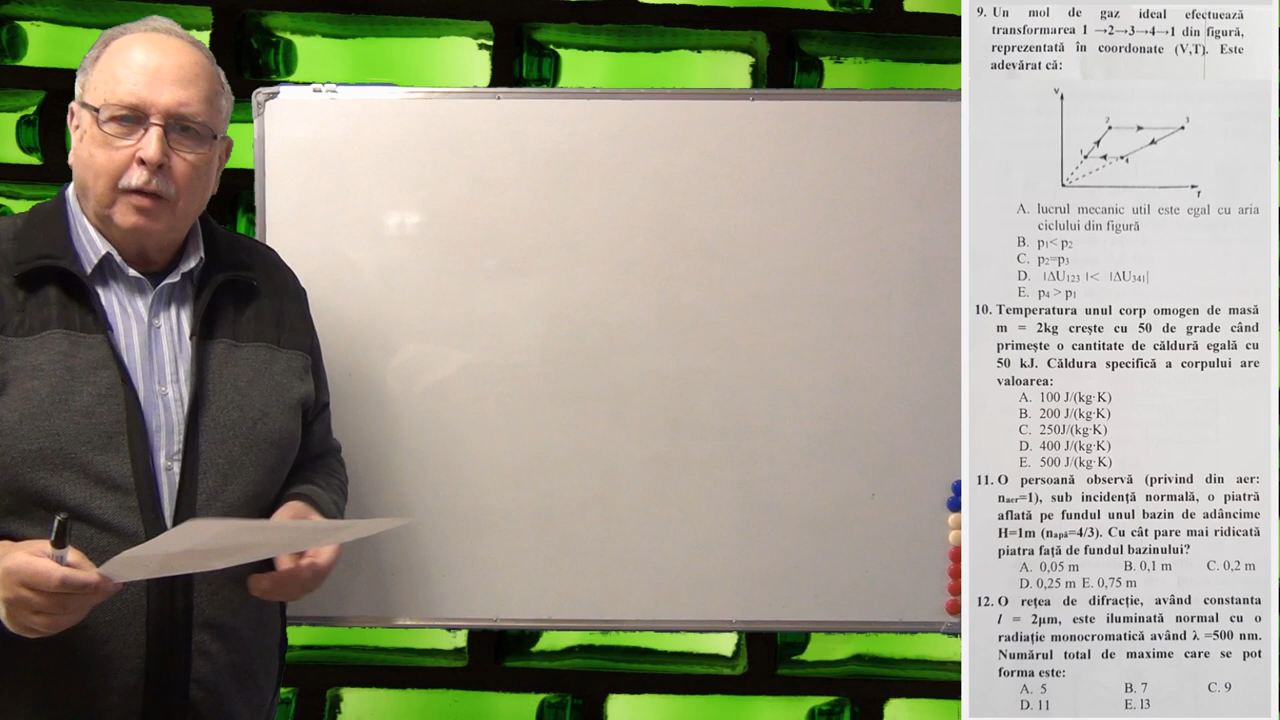 9. Un mol de gaz ideal efectuează
transformarea 1 →2→3→4→1 din figură,
reprezentată în coordonate (V,T). Este
adevărat că:
V
2
3
1
4
T
A. lucrul mecanic util este egal cu aria
ciclului din figură
B. p₁< p₂
C. p₂=p₃
D. |ΔU₁₂₃ |< |ΔU₃₄₁|
E. p₄ > p₁
10. Temperatura unul corp omogen de masă
m = 2kg crește cu 50 de grade când
primește o cantitate de căldură egală cu
50 kJ. Căldura specifică a corpului are
valoarea:
A. 100 J/(kg·K)
B. 200 J/(kg·K)
C. 250J/(kg·K)
D. 400 J/(kg·K)
E. 500 J/(kg·K)
11. O persoană observă (privind din aer:
nₐₑᵣ=1), sub incidență normală, o piatră
aflată pe fundul unul bazin de adâncime
H=1m (nₐₚă=4/3). Cu cât pare mai ridicată
piatra față de fundul bazinului?
A. 0,05 m B. 0,1 m C. 0,2 m
D. 0,25 m E. 0,75 m
12. O rețea de difracție, având constanta
l = 2μm, este iluminată normal cu o
radiație monocromatică având λ =500 nm.
Numărul total de maxime care se pot
forma este:
A. 5 B. 7 C. 9
D. 11 E. 13